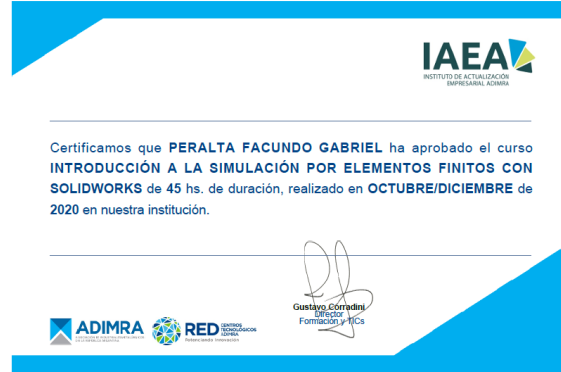 IAEA
INSTITUTO DE ACTUALIZACIÓN
EMPRESARIAL ADIMRA
Certificamos que PERALTA FACUNDO GABRIEL ha aprobado el curso
INTRODUCCIÓN A LA SIMULACIÓN POR ELEMENTOS FINITOS CON
SOLIDWORKS de 45 hs. de duración, realizado en OCTUBRE/DICIEMBRE de
2020 en nuestra institución.
Gustavo Corradini
Director
Formación y TICs
ADIMRA
RED
CENTROS
TECNOLÓGICOS
ADIMRA
Potenciando Innovación